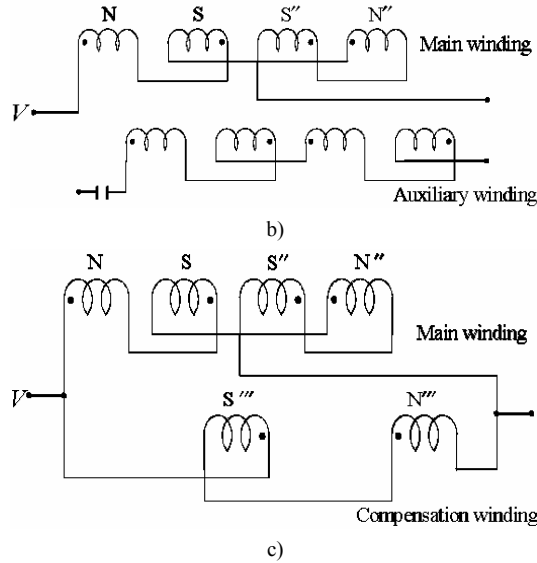 N S S″ N″
Main winding
V
Auxiliary winding
b)
N S S″ N″
Main winding
V
S‴ N‴
Compensation winding
c)